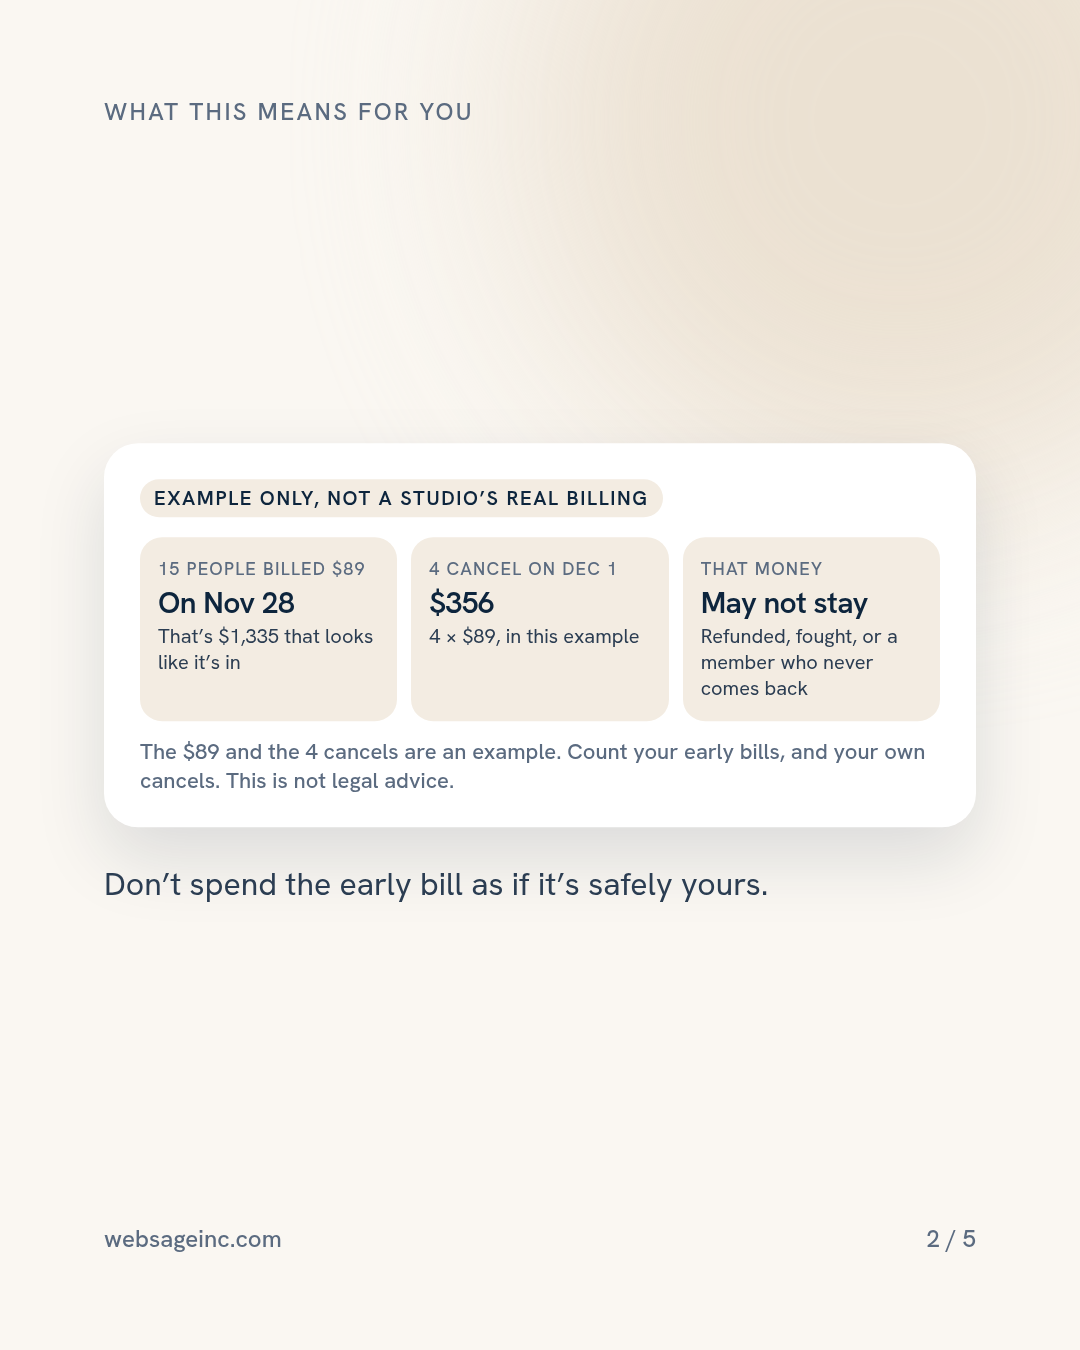 WHAT THIS MEANS FOR YOU
EXAMPLE ONLY, NOT A STUDIO’S REAL BILLING
15 PEOPLE BILLED $89
On Nov 28
That’s $1,335 that looks
like it’s in
4 CANCEL ON DEC 1
$356
4 × $89, in this example
THAT MONEY
May not stay
Refunded, fought, or a
member who never
comes back
The $89 and the 4 cancels are an example. Count your early bills, and your own
cancels. This is not legal advice.
Don’t spend the early bill as if it’s safely yours.
websageinc.com
2 / 5